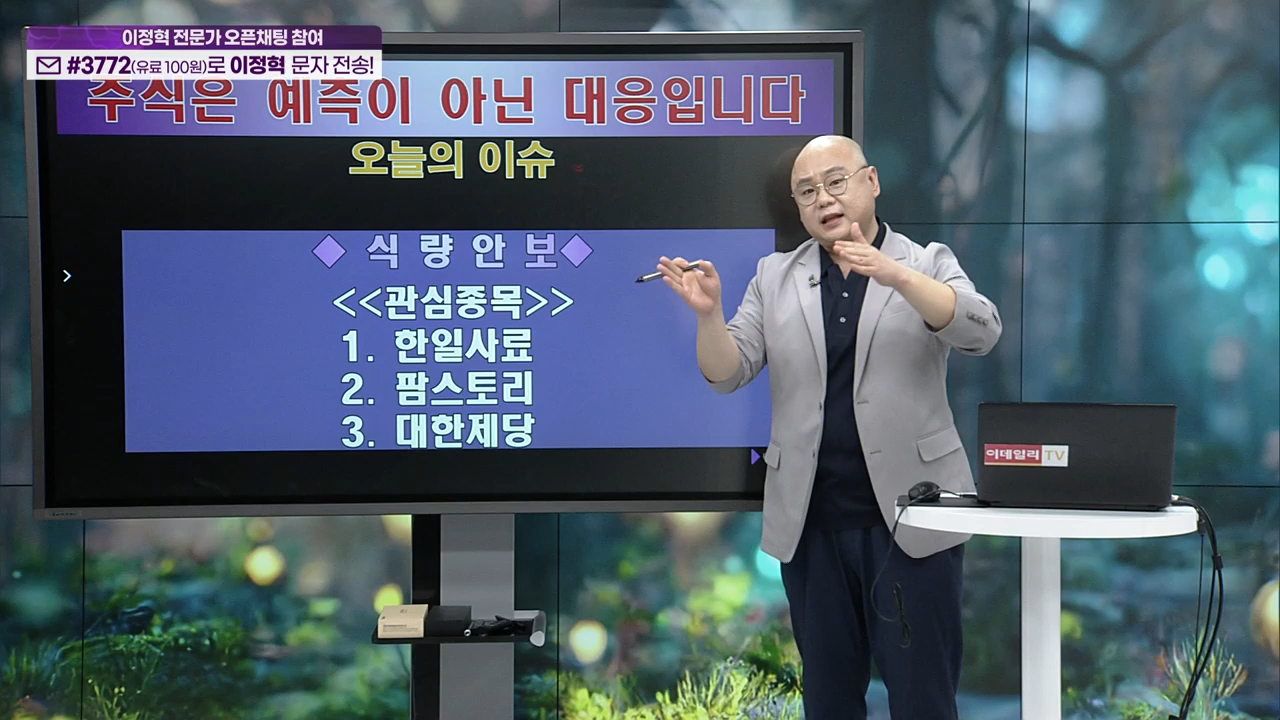 이정혁 전문가 오픈채팅 참여
#3772(유료 100원)로 이정혁 문자 전송!
주식은 예측이 아닌 대응입니다
오늘의 이슈
◆ 식 량 안 보◆
<<관심종목>>
1. 한일사료
2. 팜스토리
3. 대한제당
이데일리 TV